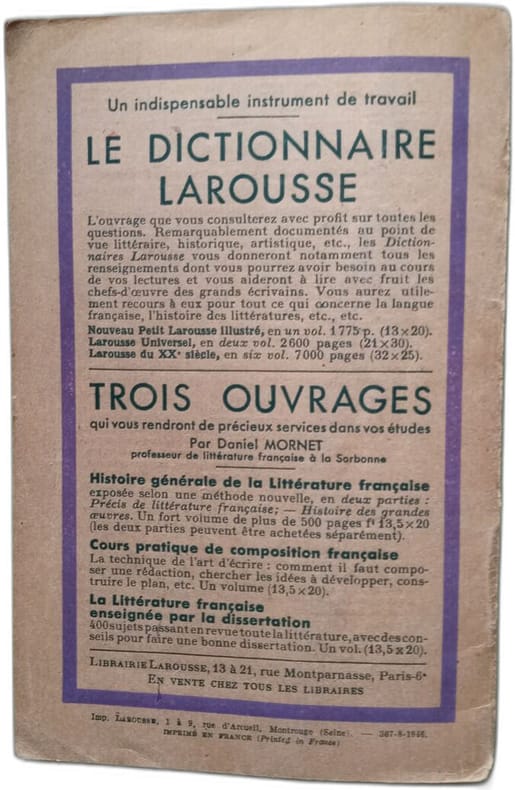 Un indispensable instrument de travail
LE DICTIONNAIRE
LAROUSSE
L'ouvrage que vous consulterez avec profit sur toutes les
questions. Remarquablement documentés au point de
vue littéraire, historique, artistique, etc., les Diction-
naires Larousse vous donneront notamment tous les
renseignements dont vous pourrez avoir besoin au cours
de vos lectures et vous aideront à lire avec fruit les
chefs-d'œuvre des grands écrivains. Vous aurez utile-
ment recours à eux pour tout ce qui concerne la langue
française, l'histoire des littératures, etc., etc.
Nouveau Petit Larousse Illustré, en un vol. 1775 p. (13×20).
Larousse Universel, en deux vol. 2600 pages (21×30).
Larousse du XXe siècle, en six vol. 7000 pages (32×25).
TROIS OUVRAGES
qui vous rendront de précieux services dans vos études
Par Daniel MORNET
professeur de littérature française à la Sorbonne
Histoire générale de la Littérature française
exposée selon une méthode nouvelle, en deux parties :
Précis de littérature française; — Histoire des grandes
œuvres. Un fort volume de plus de 500 pages ft 13,5×20
(les deux parties peuvent être achetées séparément).
Cours pratique de composition française
La technique de l'art d'écrire : comment il faut compo-
ser une rédaction, chercher les idées à développer, cons-
truire le plan, etc. Un volume (13,5×20).
La Littérature française
enseignée par la dissertation
400 sujets passant en revue toute la littérature, avec des con-
seils pour faire une bonne dissertation. Un vol. (13,5×20).
LIBRAIRIE LAROUSSE, 13 à 21, rue Montparnasse, Paris-6e
EN VENTE CHEZ TOUS LES LIBRAIRES
Imp. LAROUSSE, 1 à 9, rue d'Arcueil, Montrouge (Seine). — 367-8-1946.
IMPRIMÉ EN FRANCE (Printed in France)